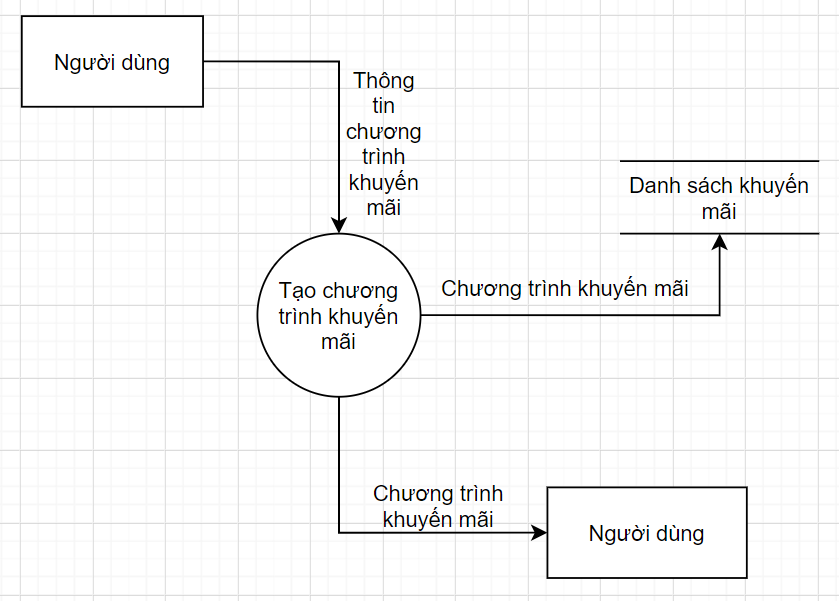 Người dùng
Thông
tin
chương
trình
khuyến
mãi
Danh sách khuyến
mãi
Tạo chương
trình khuyến
mãi
Chương trình khuyến mãi
Chương trình
khuyến mãi
Người dùng